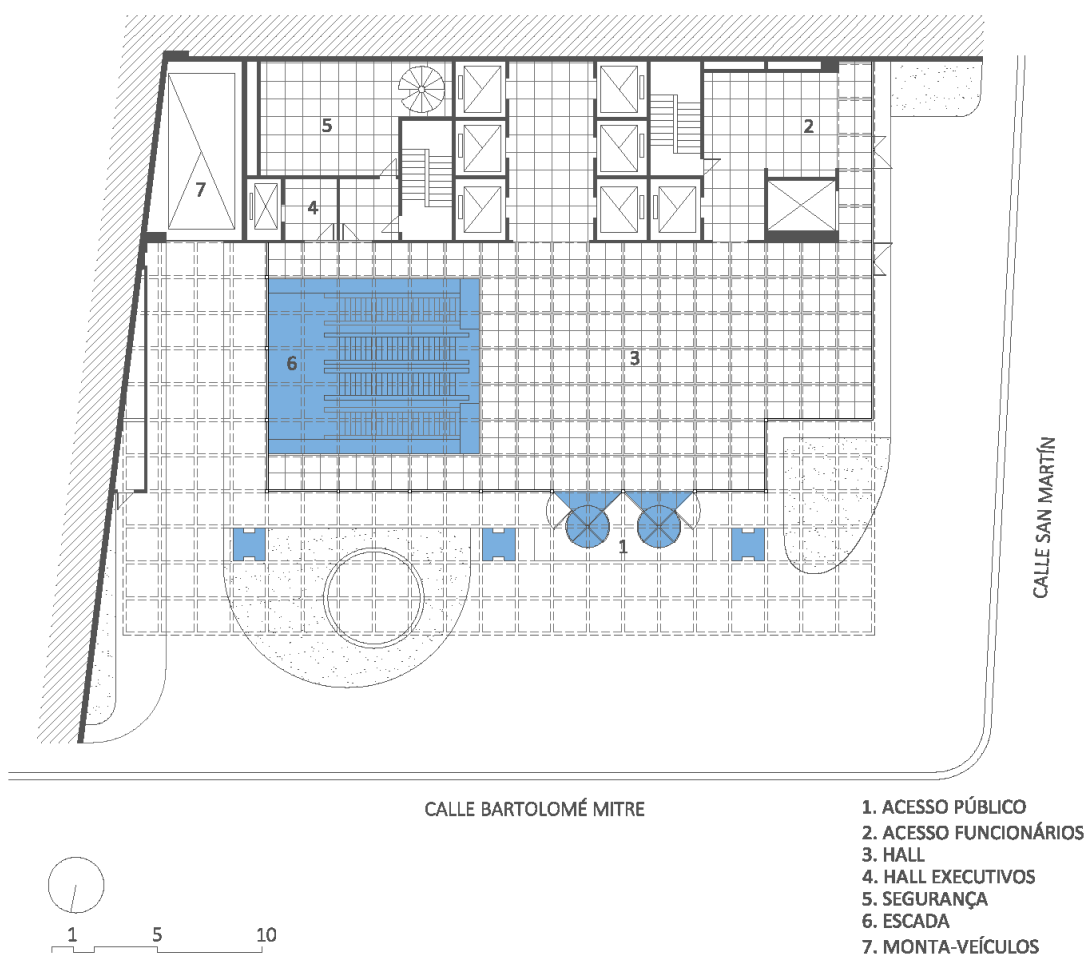 5
2
7
4
6
3
1
CALLE SAN MARTÍN
CALLE BARTOLOMÉ MITRE
1. ACESSO PÚBLICO
2. ACESSO FUNCIONÁRIOS
3. HALL
4. HALL EXECUTIVOS
5. SEGURANÇA
6. ESCADA
7. MONTA-VEÍCULOS
1 5 10